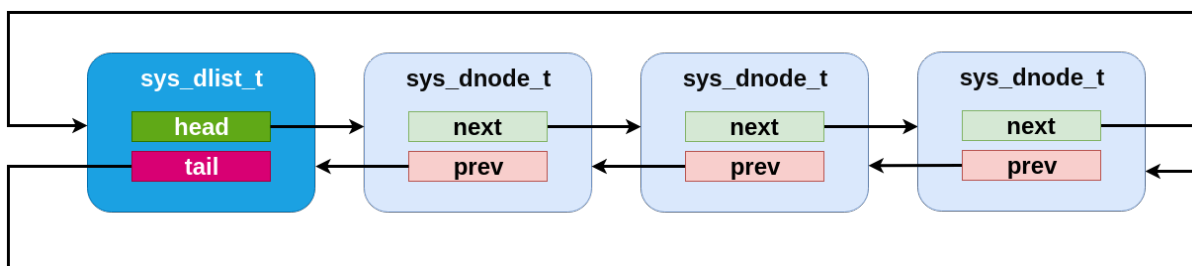 sys_dlist_t
head
tail
sys_dnode_t
next
prev
sys_dnode_t
next
prev
sys_dnode_t
next
prev